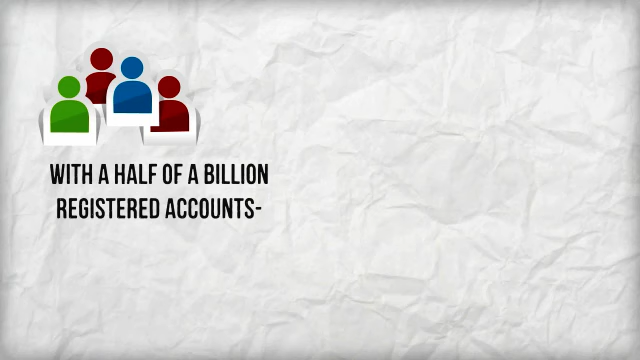 WITH A HALF OF A BILLION
REGISTERED ACCOUNTS-